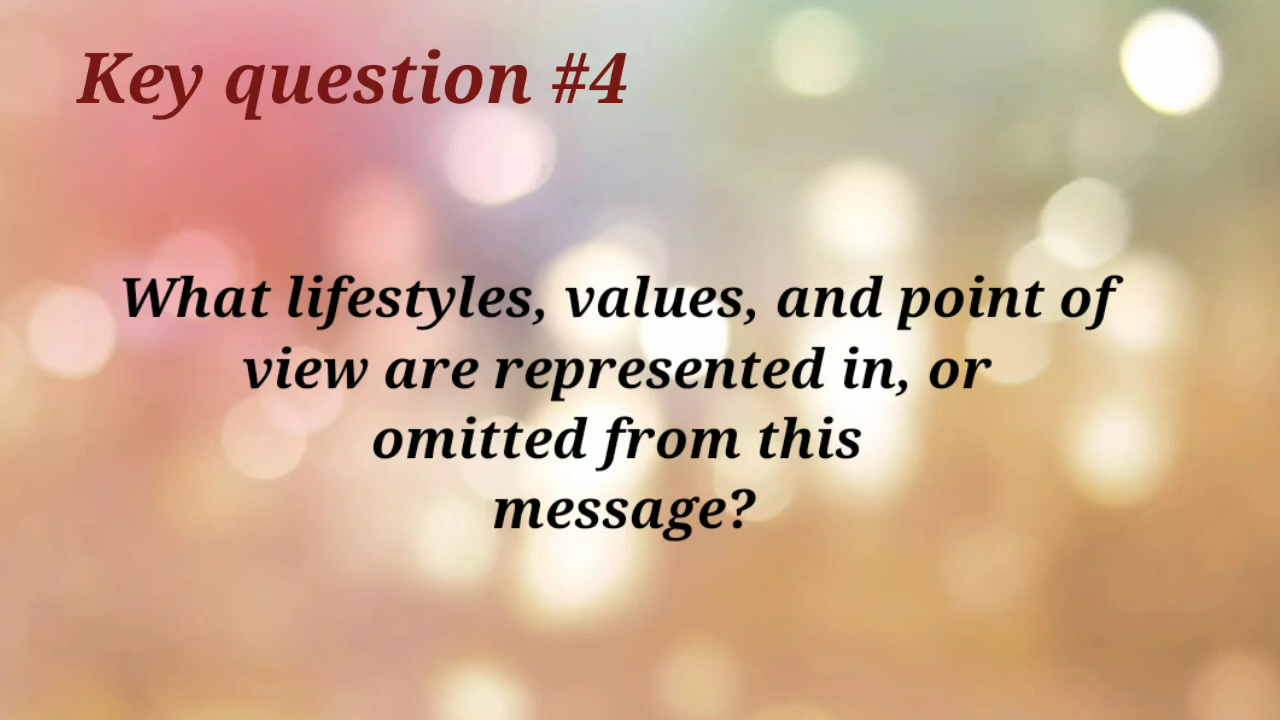 Key question #4
What lifestyles, values, and point of
view are represented in, or
omitted from this
message?